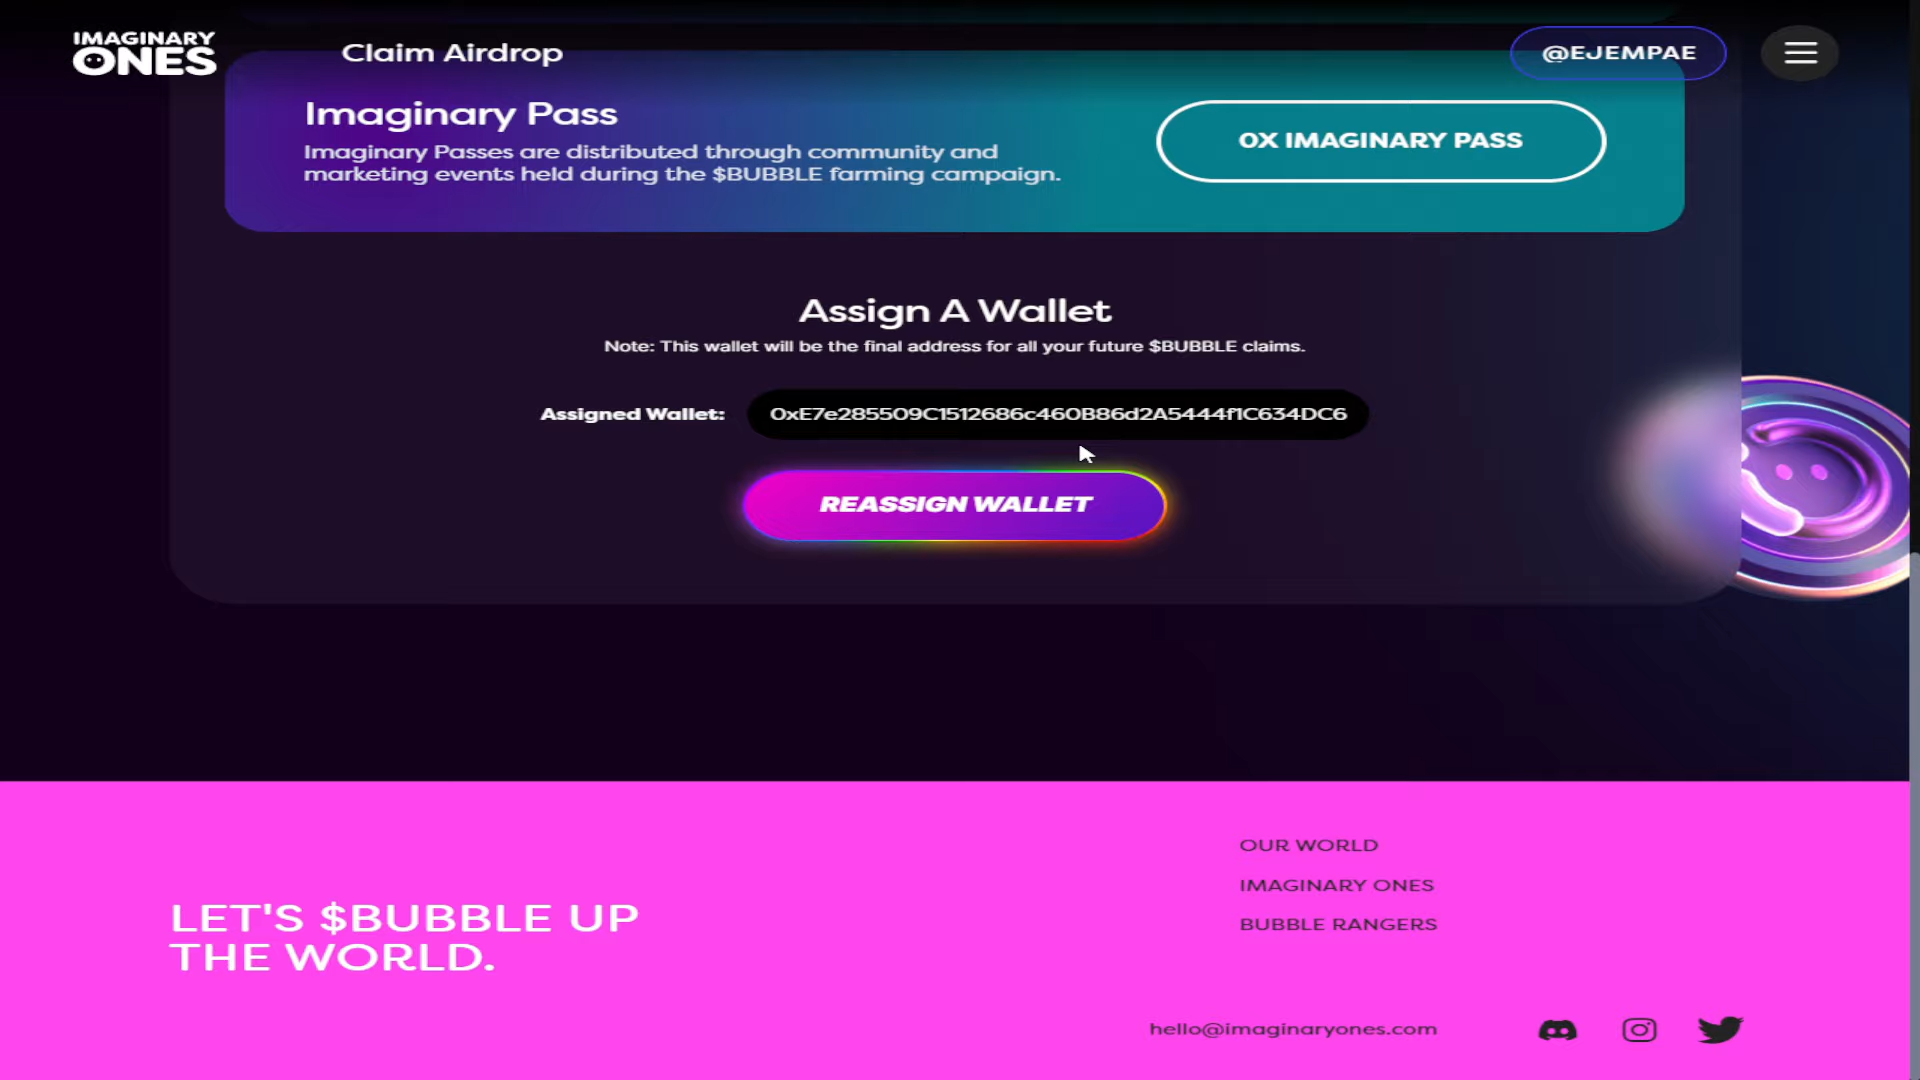 IMAGINARY
ONES
Claim Airdrop
@EJEMPAE
Imaginary Pass
Imaginary Passes are distributed through community and
marketing events held during the $BUBBLE farming campaign.
0X IMAGINARY PASS
Assign A Wallet
Note: This wallet will be the final address for all your future $BUBBLE claims.
Assigned Wallet: 0xE7e285509C1512686c460B86d2A5444f1C634DC6
REASSIGN WALLET
LET'S $BUBBLE UP
THE WORLD.
OUR WORLD
IMAGINARY ONES
BUBBLE RANGERS
hello@imaginaryones.com